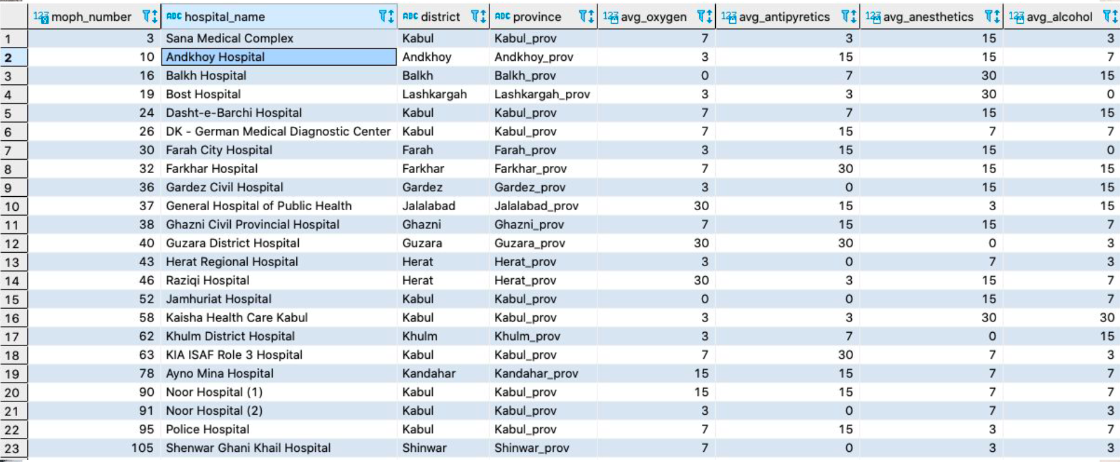 123 moph_number ABC hospital_name ABC district ABC province 123 avg_oxygen 123 avg_antipyretics 123 avg_anesthetics 123 avg_alcohol
1 3 Sana Medical Complex Kabul Kabul_prov 7 3 15 3
2 10 Andkhoy Hospital Andkhoy Andkhoy_prov 3 15 15 7
3 16 Balkh Hospital Balkh Balkh_prov 0 7 30 15
4 19 Bost Hospital Lashkargah Lashkargah_prov 3 3 30 0
5 24 Dasht-e-Barchi Hospital Kabul Kabul_prov 7 7 15 15
6 26 DK - German Medical Diagnostic Center Kabul Kabul_prov 7 15 7 7
7 30 Farah City Hospital Farah Farah_prov 3 15 15 0
8 32 Farkhar Hospital Farkhar Farkhar_prov 7 30 15 15
9 36 Gardez Civil Hospital Gardez Gardez_prov 3 0 15 15
10 37 General Hospital of Public Health Jalalabad Jalalabad_prov 30 15 3 15
11 38 Ghazni Civil Provincial Hospital Ghazni Ghazni_prov 7 15 15 7
12 40 Guzara District Hospital Guzara Guzara_prov 30 30 0 3
13 43 Herat Regional Hospital Herat Herat_prov 3 0 7 3
14 46 Raziqi Hospital Herat Herat_prov 30 3 15 7
15 52 Jamhuriat Hospital Kabul Kabul_prov 0 0 15 7
16 58 Kaisha Health Care Kabul Kabul Kabul_prov 3 3 30 30
17 62 Khulm District Hospital Khulm Khulm_prov 3 7 0 15
18 63 KIA ISAF Role 3 Hospital Kabul Kabul_prov 7 30 7 3
19 78 Ayno Mina Hospital Kandahar Kandahar_prov 15 15 7 7
20 90 Noor Hospital (1) Kabul Kabul_prov 15 15 7 7
21 91 Noor Hospital (2) Kabul Kabul_prov 3 0 7 3
22 95 Police Hospital Kabul Kabul_prov 7 15 3 7
23 105 Shenwar Ghani Khail Hospital Shinwar Shinwar_prov 7 0 3 3